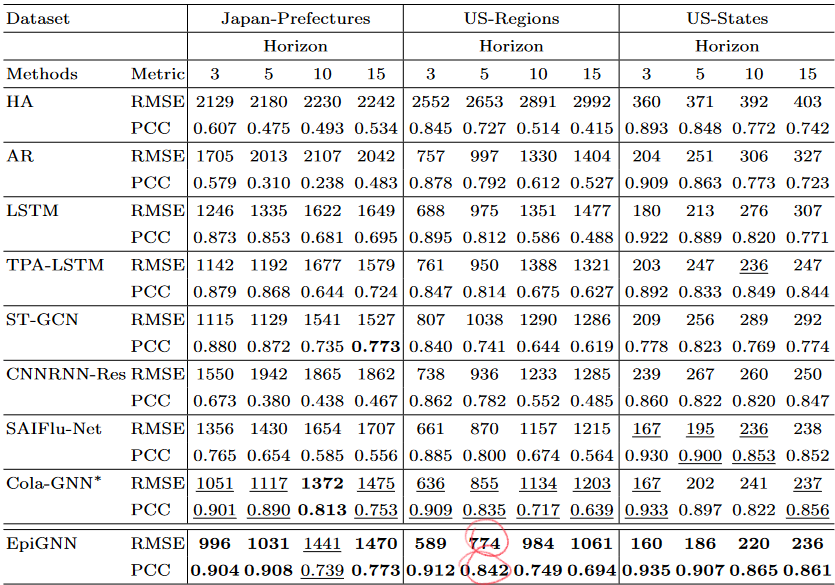 Dataset Japan-Prefectures US-Regions US-States
Horizon Horizon Horizon
Methods Metric 3 5 10 15 3 5 10 15 3 5 10 15
HA RMSE 2129 2180 2230 2242 2552 2653 2891 2992 360 371 392 403
PCC 0.607 0.475 0.493 0.534 0.845 0.727 0.514 0.415 0.893 0.848 0.772 0.742
AR RMSE 1705 2013 2107 2042 757 997 1330 1404 204 251 306 327
PCC 0.579 0.310 0.238 0.483 0.878 0.792 0.612 0.527 0.909 0.863 0.773 0.723
LSTM RMSE 1246 1335 1622 1649 688 975 1351 1477 180 213 276 307
PCC 0.873 0.853 0.681 0.695 0.895 0.812 0.586 0.488 0.922 0.889 0.820 0.771
TPA-LSTM RMSE 1142 1192 1677 1579 761 950 1388 1321 203 247 236 247
PCC 0.879 0.868 0.644 0.724 0.847 0.814 0.675 0.627 0.892 0.833 0.849 0.844
ST-GCN RMSE 1115 1129 1541 1527 807 1038 1290 1286 209 256 289 292
PCC 0.880 0.872 0.735 0.773 0.840 0.741 0.644 0.619 0.778 0.823 0.769 0.774
CNNRNN-Res RMSE 1550 1942 1865 1862 738 936 1233 1285 239 267 260 250
PCC 0.673 0.380 0.438 0.467 0.862 0.782 0.552 0.485 0.860 0.822 0.820 0.847
SAIFlu-Net RMSE 1356 1430 1654 1707 661 870 1157 1215 167 195 236 238
PCC 0.765 0.654 0.585 0.556 0.885 0.800 0.674 0.564 0.930 0.900 0.853 0.852
Cola-GNN* RMSE 1051 1117 1372 1475 636 855 1134 1203 167 202 241 237
PCC 0.901 0.890 0.813 0.753 0.909 0.835 0.717 0.639 0.933 0.897 0.822 0.856
EpiGNN RMSE 996 1031 1441 1470 589 774 984 1061 160 186 220 236
PCC 0.904 0.908 0.739 0.773 0.912 0.842 0.749 0.694 0.935 0.907 0.865 0.861